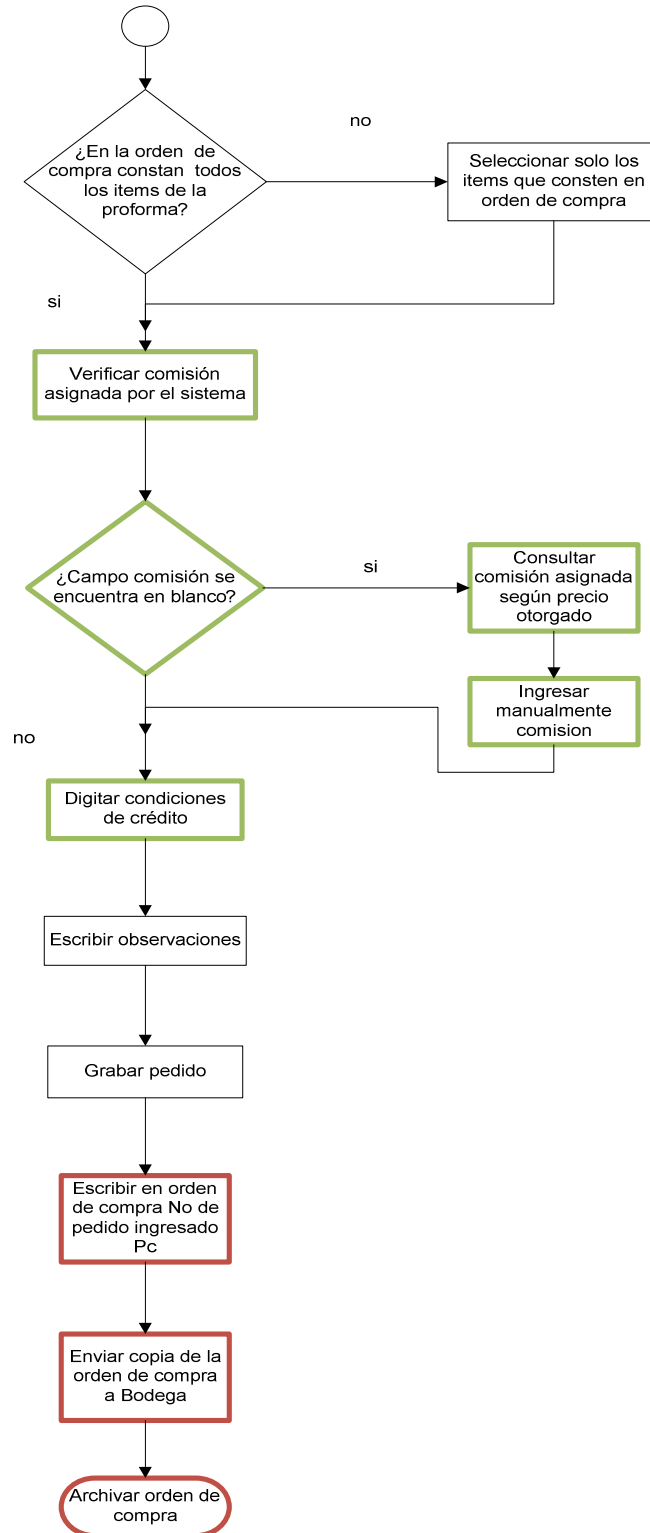 no
¿En la orden de
compra constan todos
los items de la
proforma?
Seleccionar solo los
items que consten en
orden de compra
si
Verificar comisión
asignada por el sistema
¿Campo comisión se
encuentra en blanco?
si
Consultar
comisión asignada
según precio
otorgado
Ingresar
manualmente
comision
no
Digitar condiciones
de crédito
Escribir observaciones
Grabar pedido
Escribir en orden
de compra No de
pedido ingresado
Pc
Enviar copia de la
orden de compra
a Bodega
Archivar orden de
compra